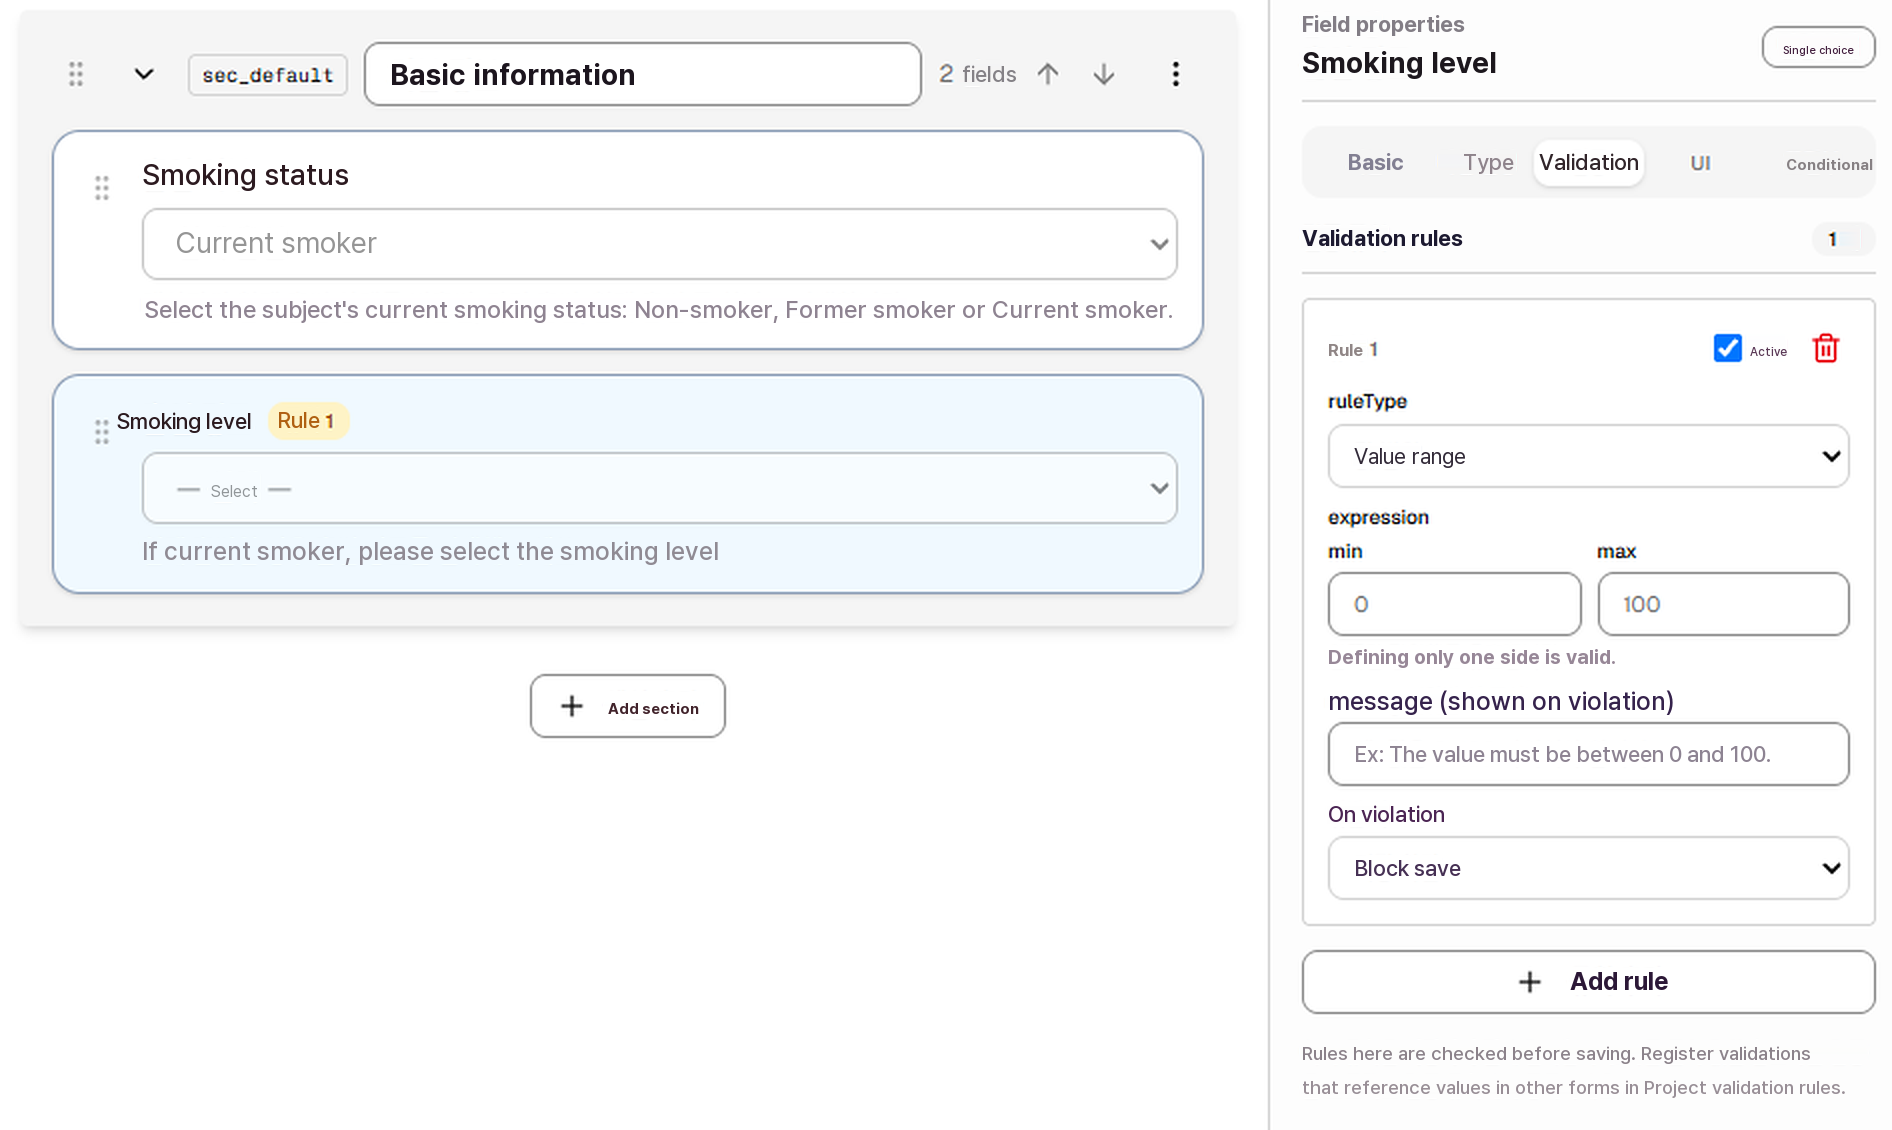 sec_default
Basic information
2 fields
Smoking status
Current smoker
Select the subject's current smoking status: Non-smoker, Former smoker or Current smoker.
Smoking level
Rule 1
— Select —
If current smoker, please select the smoking level
Add section
Field properties
Smoking level
Single choice
Basic
Type
Validation
UI
Conditional
Validation rules
1
Rule 1
Active
ruleType
Value range
expression
min
max
0
100
Defining only one side is valid.
message (shown on violation)
Ex: The value must be between 0 and 100.
On violation
Block save
Add rule
Rules here are checked before saving. Register validations
that reference values in other forms in Project validation rules.